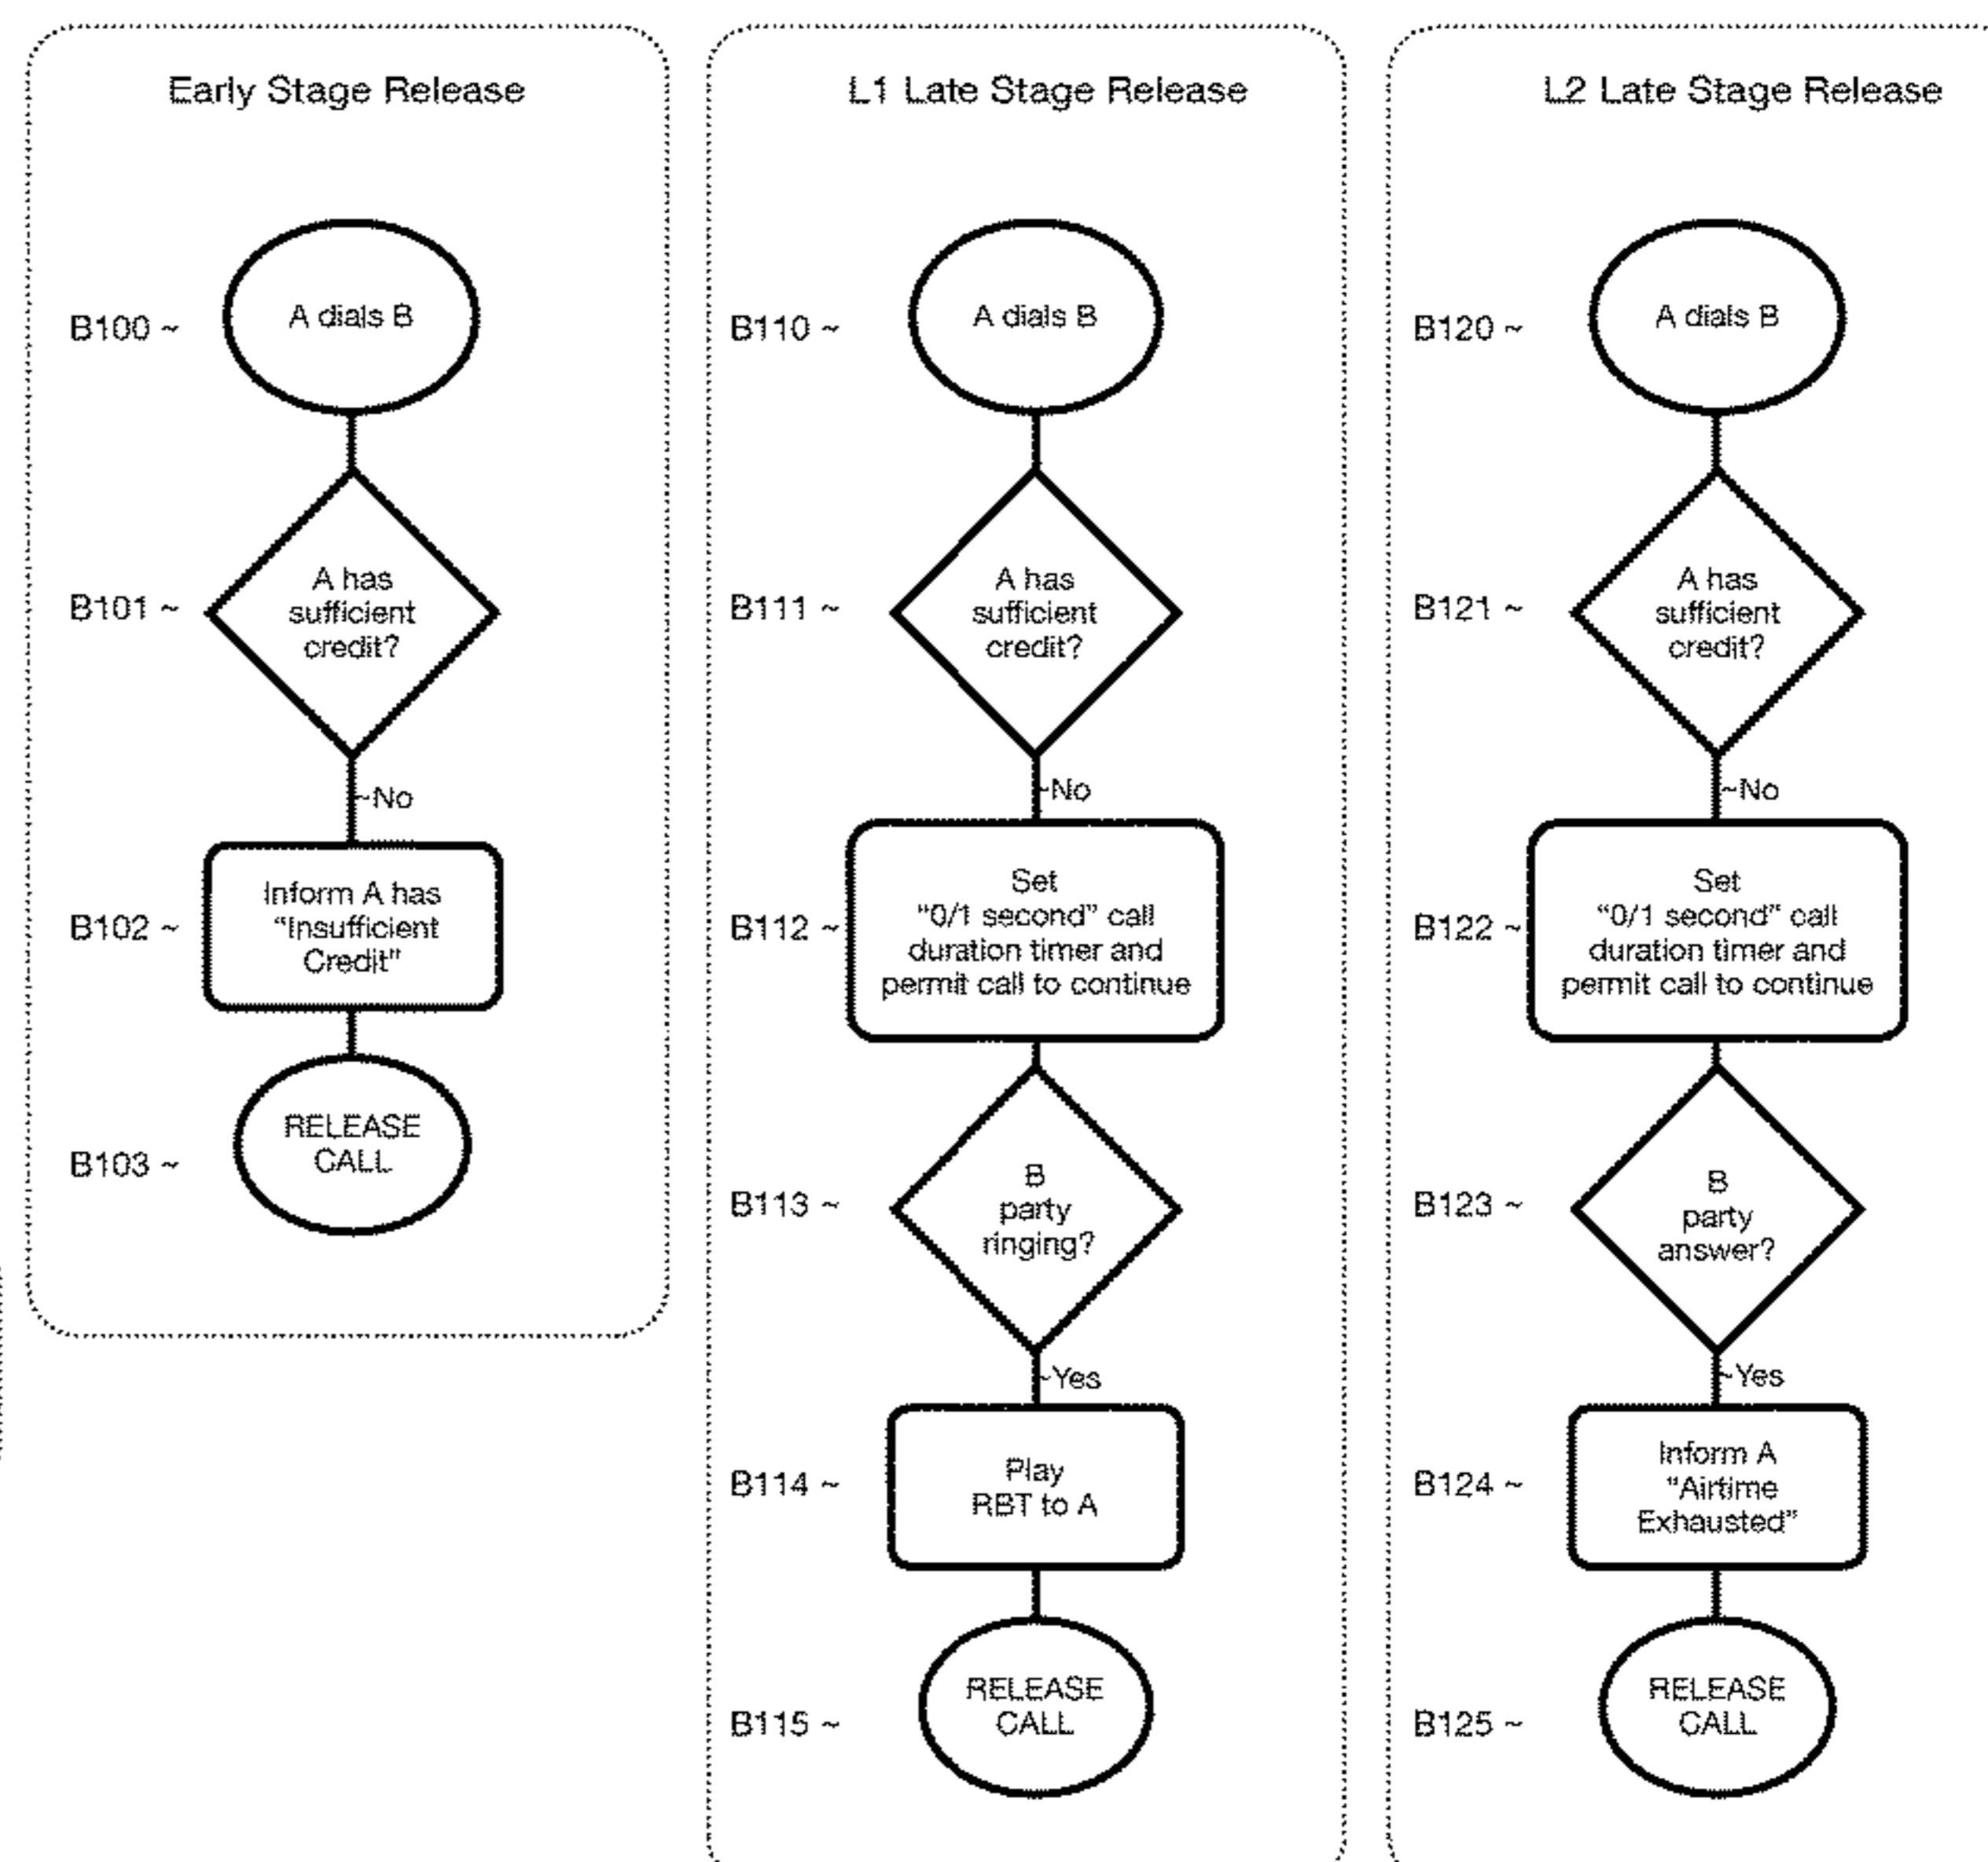 Early Stage Release
B100 ~
A dials B
B101 ~
A has
sufficient
credit?
~No
B102 ~
Inform A has
“Insufficient
Credit”
B103 ~
RELEASE
CALL
L1 Late Stage Release
B110 ~
A dials B
B111 ~
A has
sufficient
credit?
~No
B112 ~
Set
“0/1 second” call
duration timer and
permit call to continue
B113 ~
B
party
ringing?
~Yes
B114 ~
Play
RBT to A
B115 ~
RELEASE
CALL
L2 Late Stage Release
B120 ~
A dials B
B121 ~
A has
sufficient
credit?
~No
B122 ~
Set
“0/1 second” call
duration timer and
permit call to continue
B123 ~
B
party
answer?
~Yes
B124 ~
Inform A
“Airtime
Exhausted”
B125 ~
RELEASE
CALL